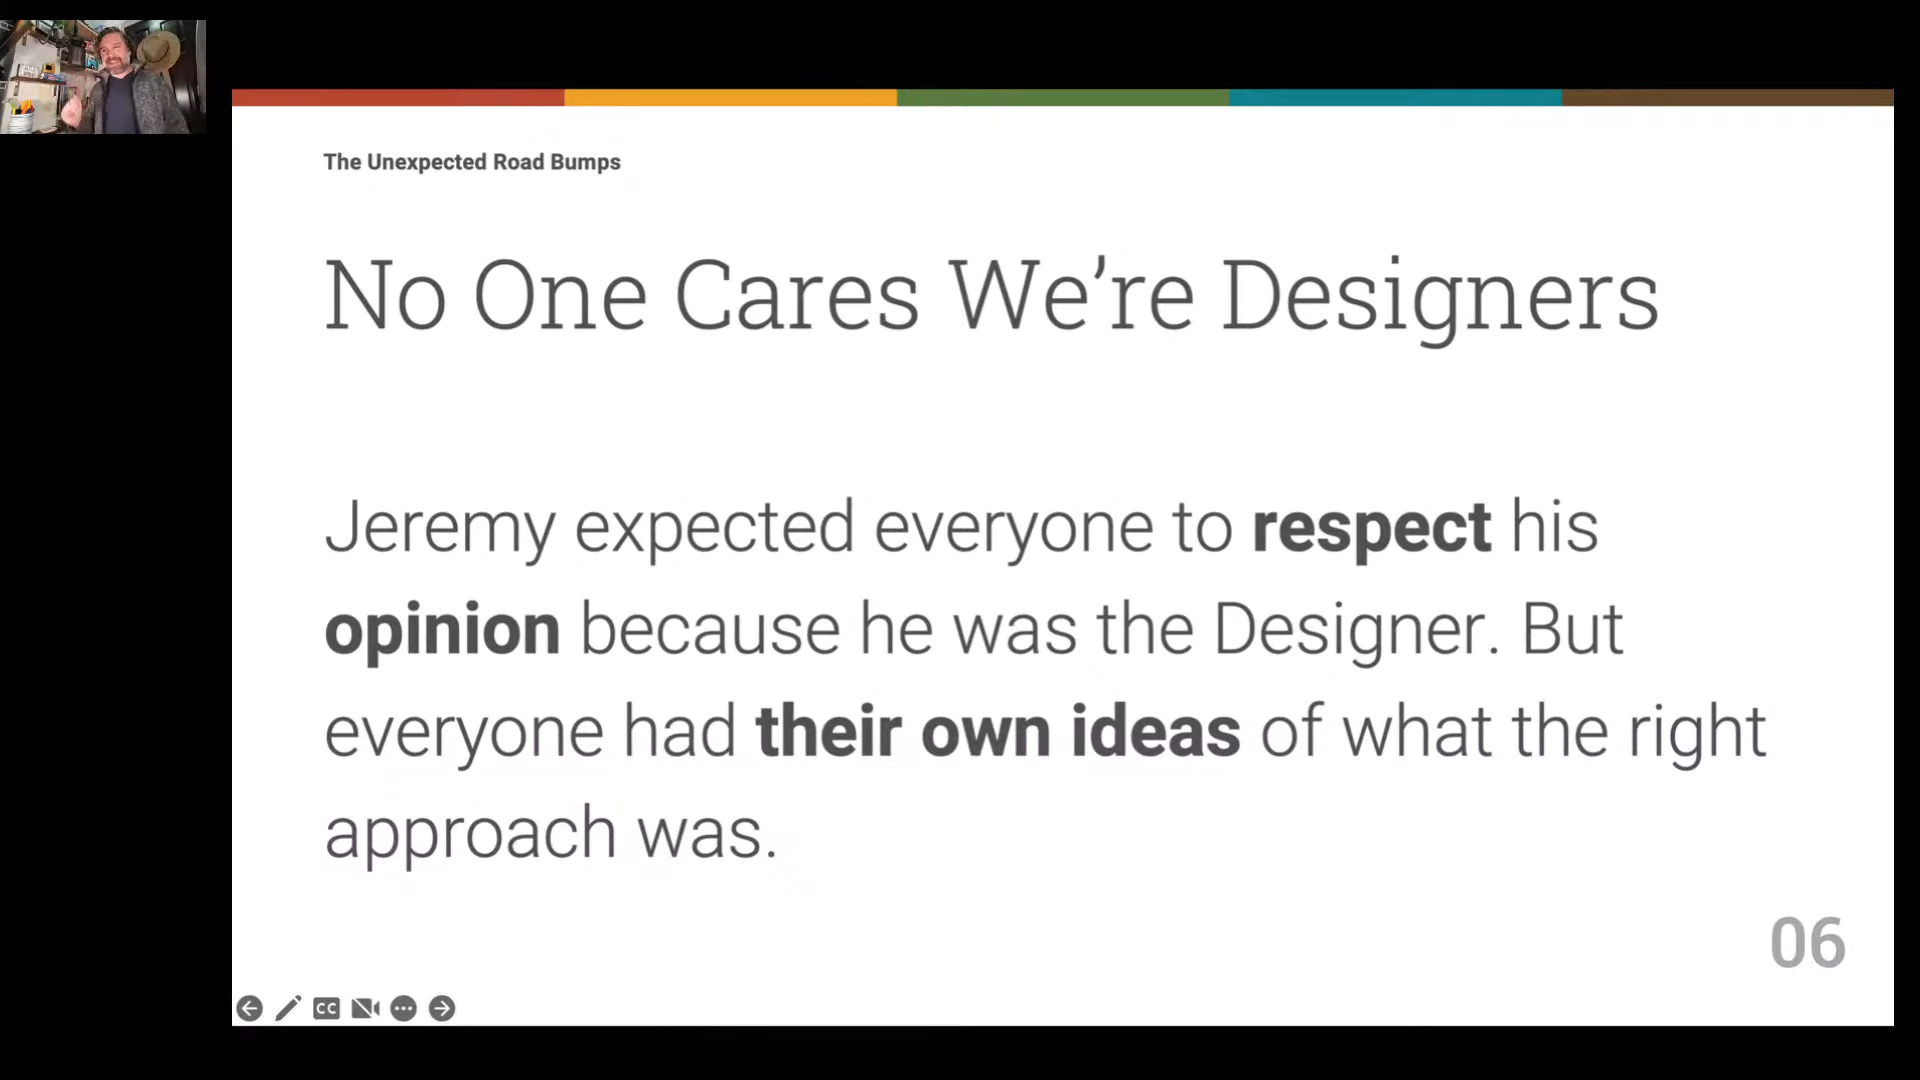 The Unexpected Road Bumps
No One Cares We’re Designers
Jeremy expected everyone to respect his
opinion because he was the Designer. But
everyone had their own ideas of what the right
approach was.
06
CC